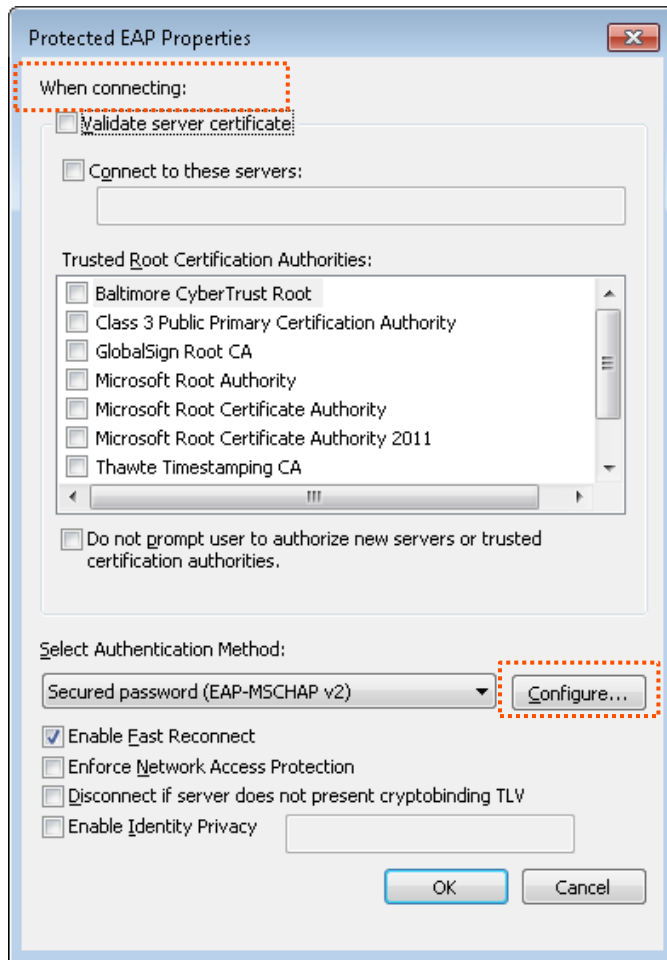 Protected EAP Properties
When connecting:
Validate server certificate
Connect to these servers:
Trusted Root Certification Authorities:
Baltimore CyberTrust Root
Class 3 Public Primary Certification Authority
GlobalSign Root CA
Microsoft Root Authority
Microsoft Root Certificate Authority
Microsoft Root Certificate Authority 2011
Thawte Timestamping CA
Do not prompt user to authorize new servers or trusted
certification authorities.
Select Authentication Method:
Secured password (EAP-MSCHAP v2) Configure...
Enable Fast Reconnect
Enforce Network Access Protection
Disconnect if server does not present cryptobinding TLV
Enable Identity Privacy
OK Cancel